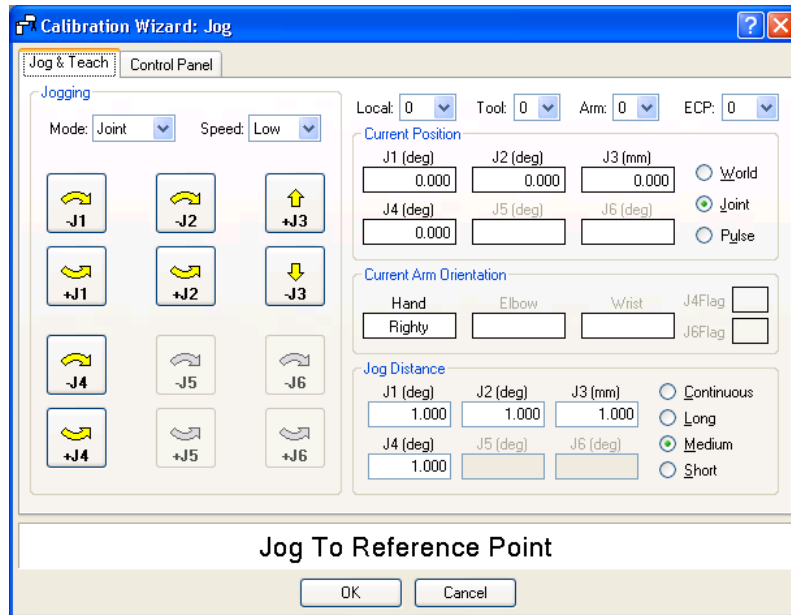 Calibration Wizard: Jog
Jog & Teach
Control Panel
Jogging
Mode: Joint
Speed: Low
-J1
-J2
+J3
+J1
+J2
-J3
-J4
-J5
-J6
+J4
+J5
+J6
Local: 0 Tool: 0 Arm: 0 ECP: 0
Current Position
J1 (deg) J2 (deg) J3 (mm)
0.000 0.000 0.000
J4 (deg) J5 (deg) J6 (deg)
0.000
World
Joint
Pulse
Current Arm Orientation
Hand Elbow Wrist
Righty
J4Flag
J6Flag
Jog Distance
J1 (deg) J2 (deg) J3 (mm)
1.000 1.000 1.000
J4 (deg) J5 (deg) J6 (deg)
1.000
Continuous
Long
Medium
Short
Jog To Reference Point
OK
Cancel